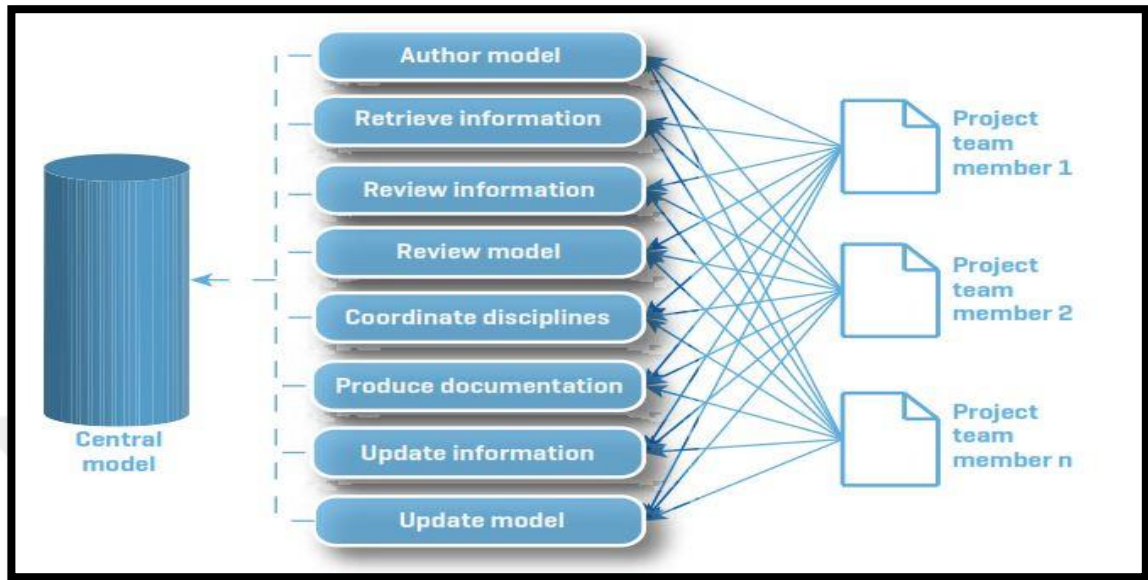 Author model
Retrieve information
Review information
Review model
Coordinate disciplines
Produce documentation
Update information
Update model
Central
model
Project
team
member 1
Project
team
member 2
Project
team
member n